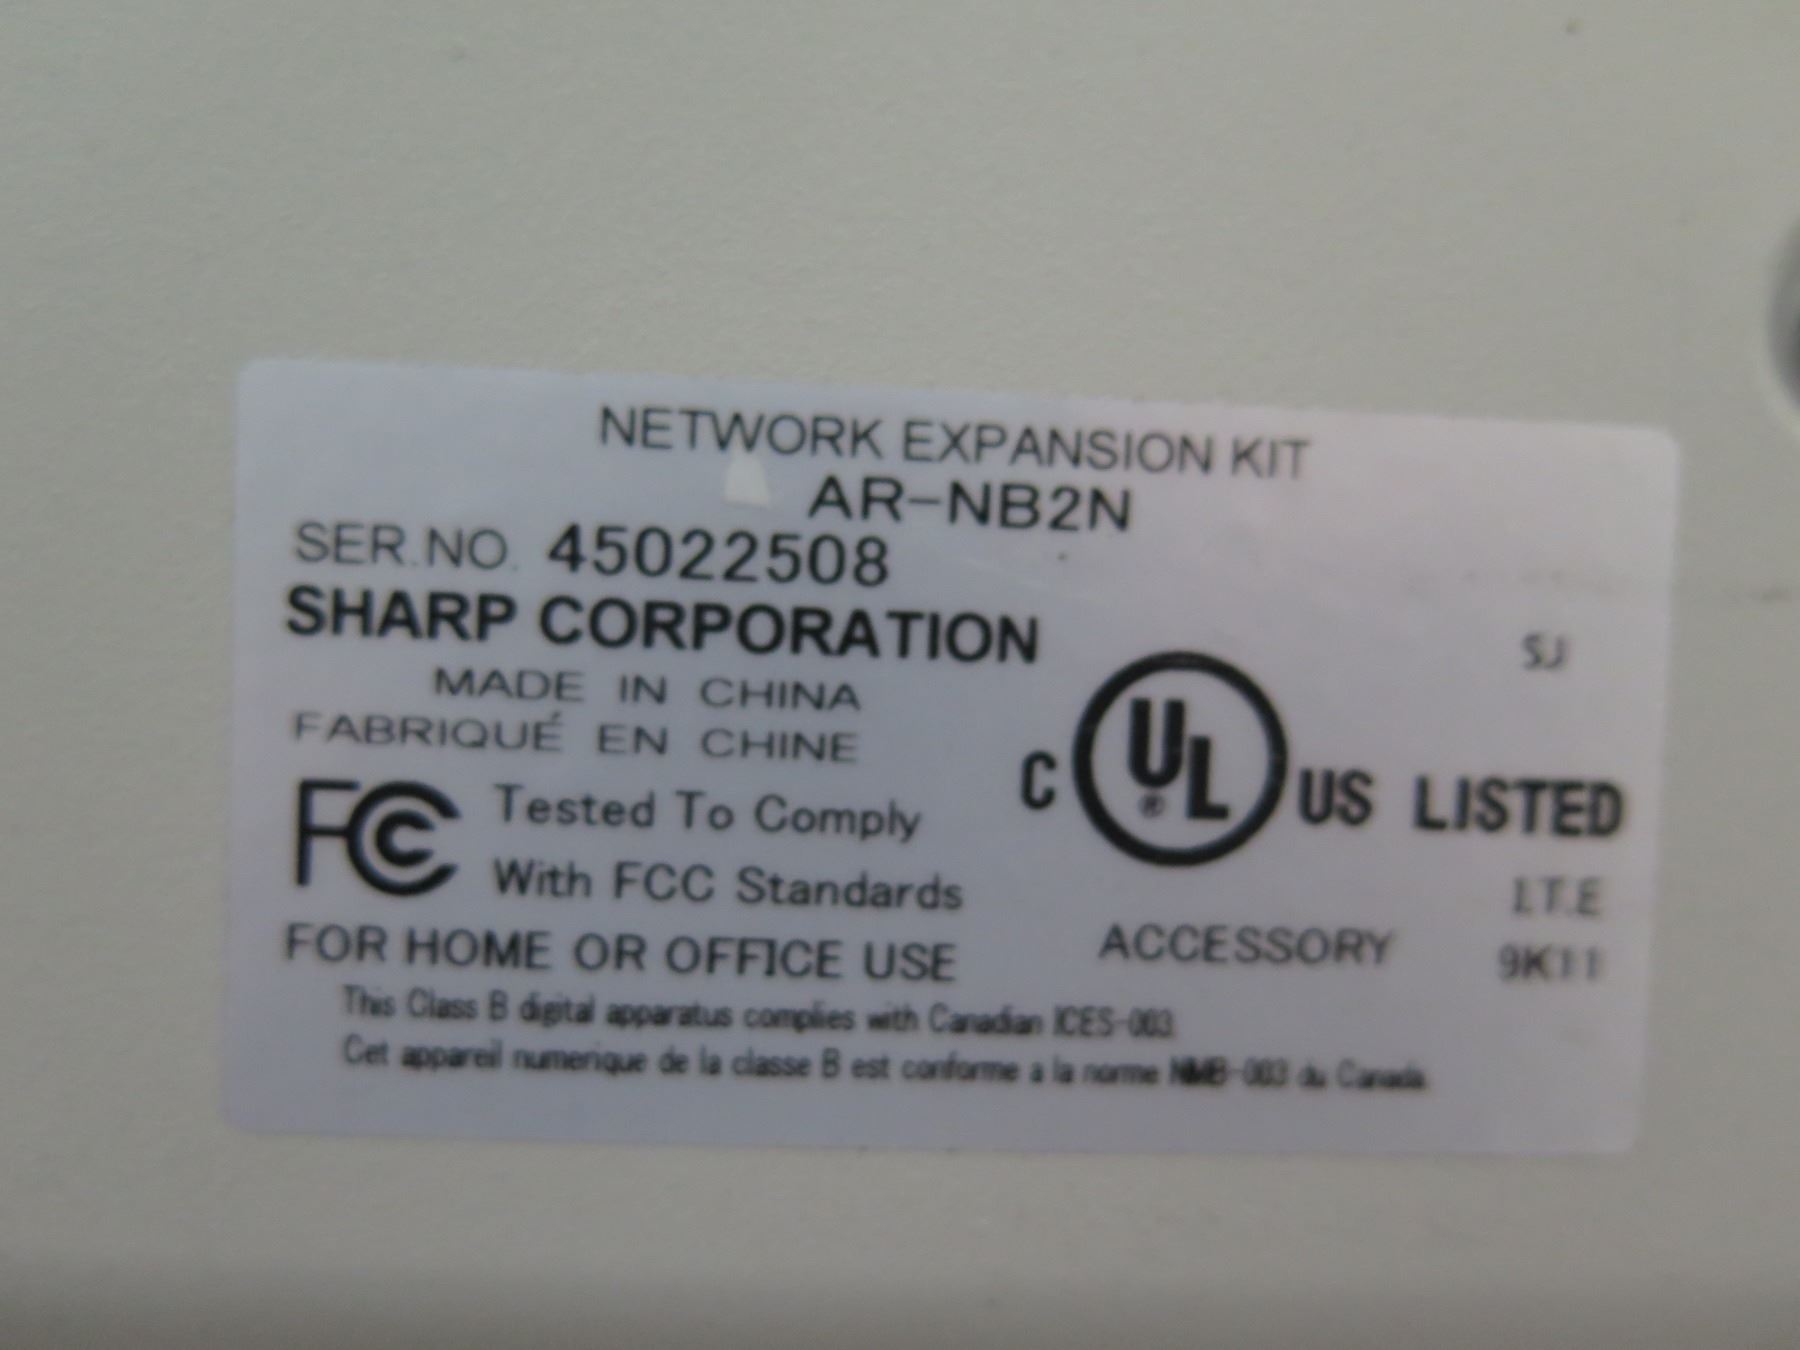 NETWORK EXPANSION KIT
AR-NB2N
SER.NO. 45022508
SHARP CORPORATION
SJ
MADE IN CHINA
FABRIQUÉ EN CHINE
C UL® US LISTED
FC Tested To Comply
With FCC Standards
I.T.E
FOR HOME OR OFFICE USE
ACCESSORY 9K11
This Class B digital apparatus complies with Canadian ICES-003.
Cet appareil numerique de la classe B est conforme a la norme NMB-003 du Canada.